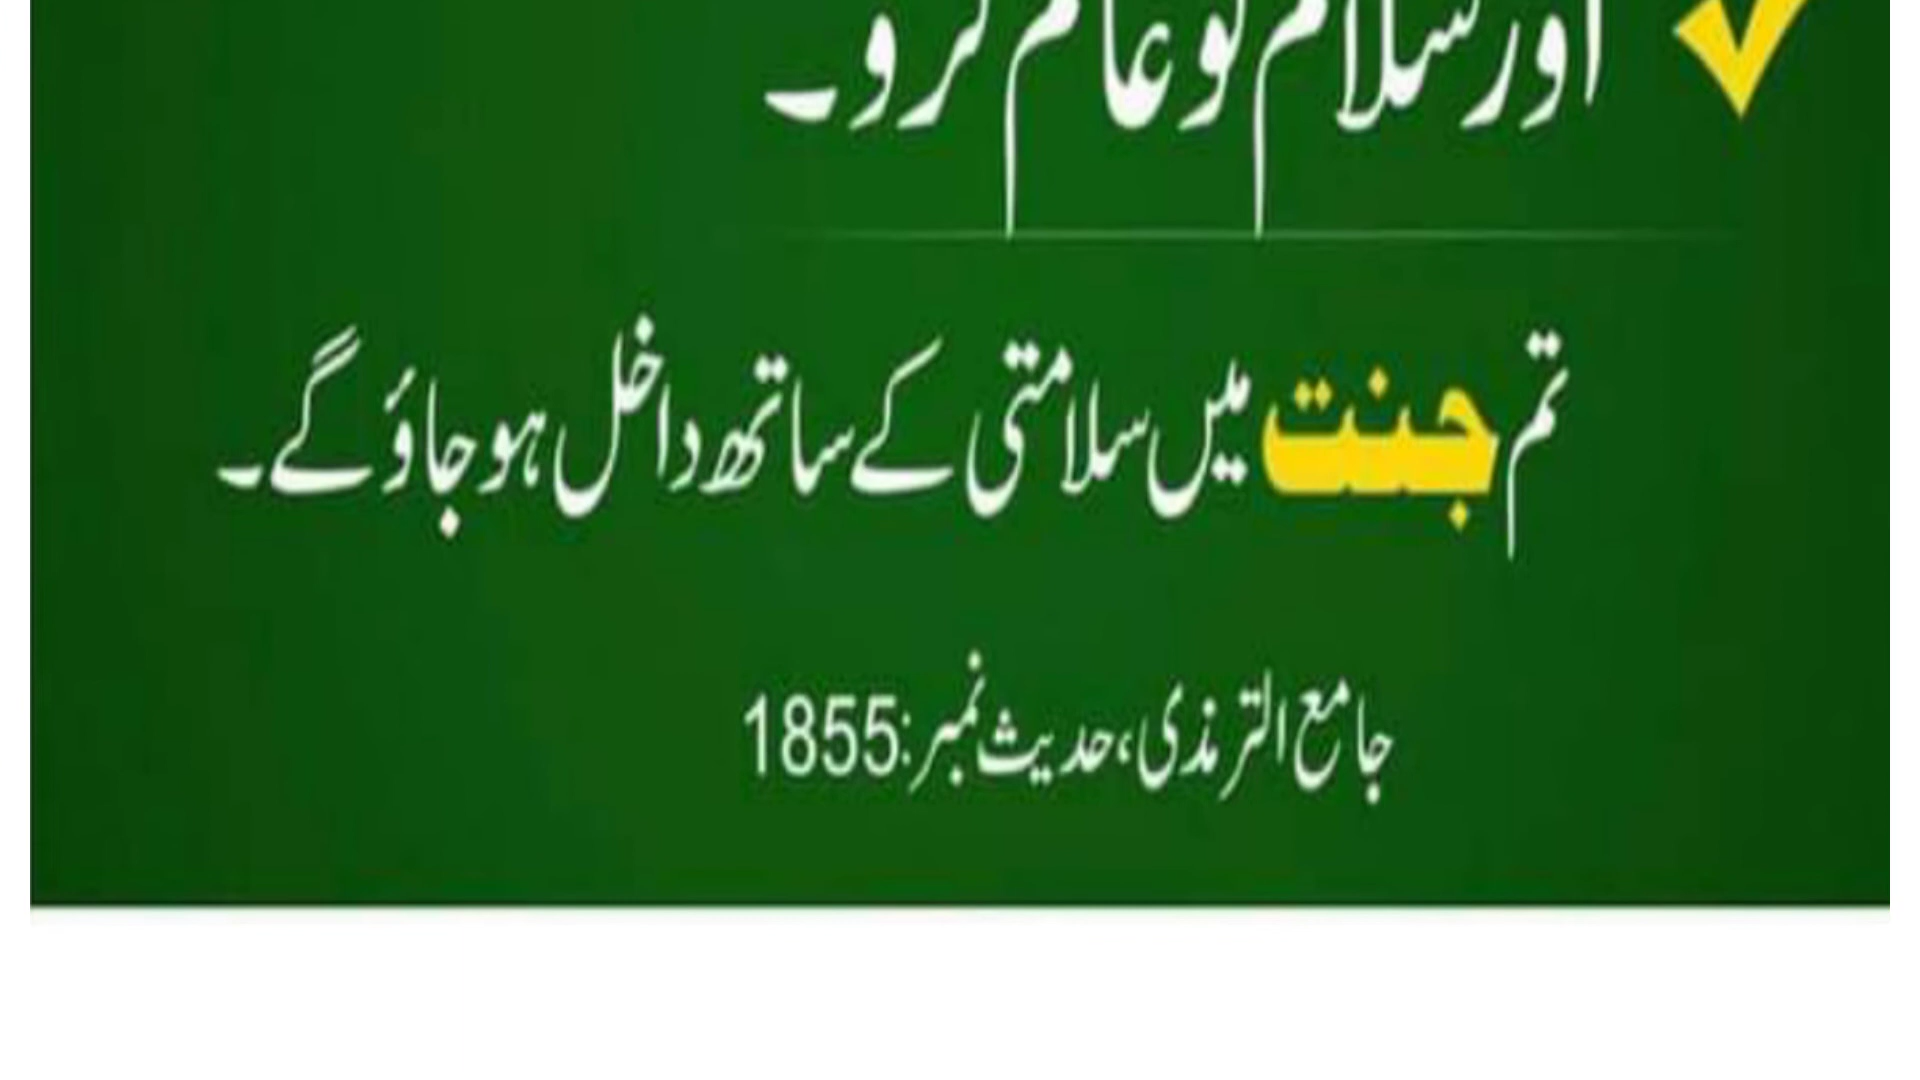 اور سلام کو عام کرو۔
تم جنت میں سلامتی کے ساتھ داخل ہو جاؤ گے۔
جامع الترمذی، حدیث نمبر: 1855